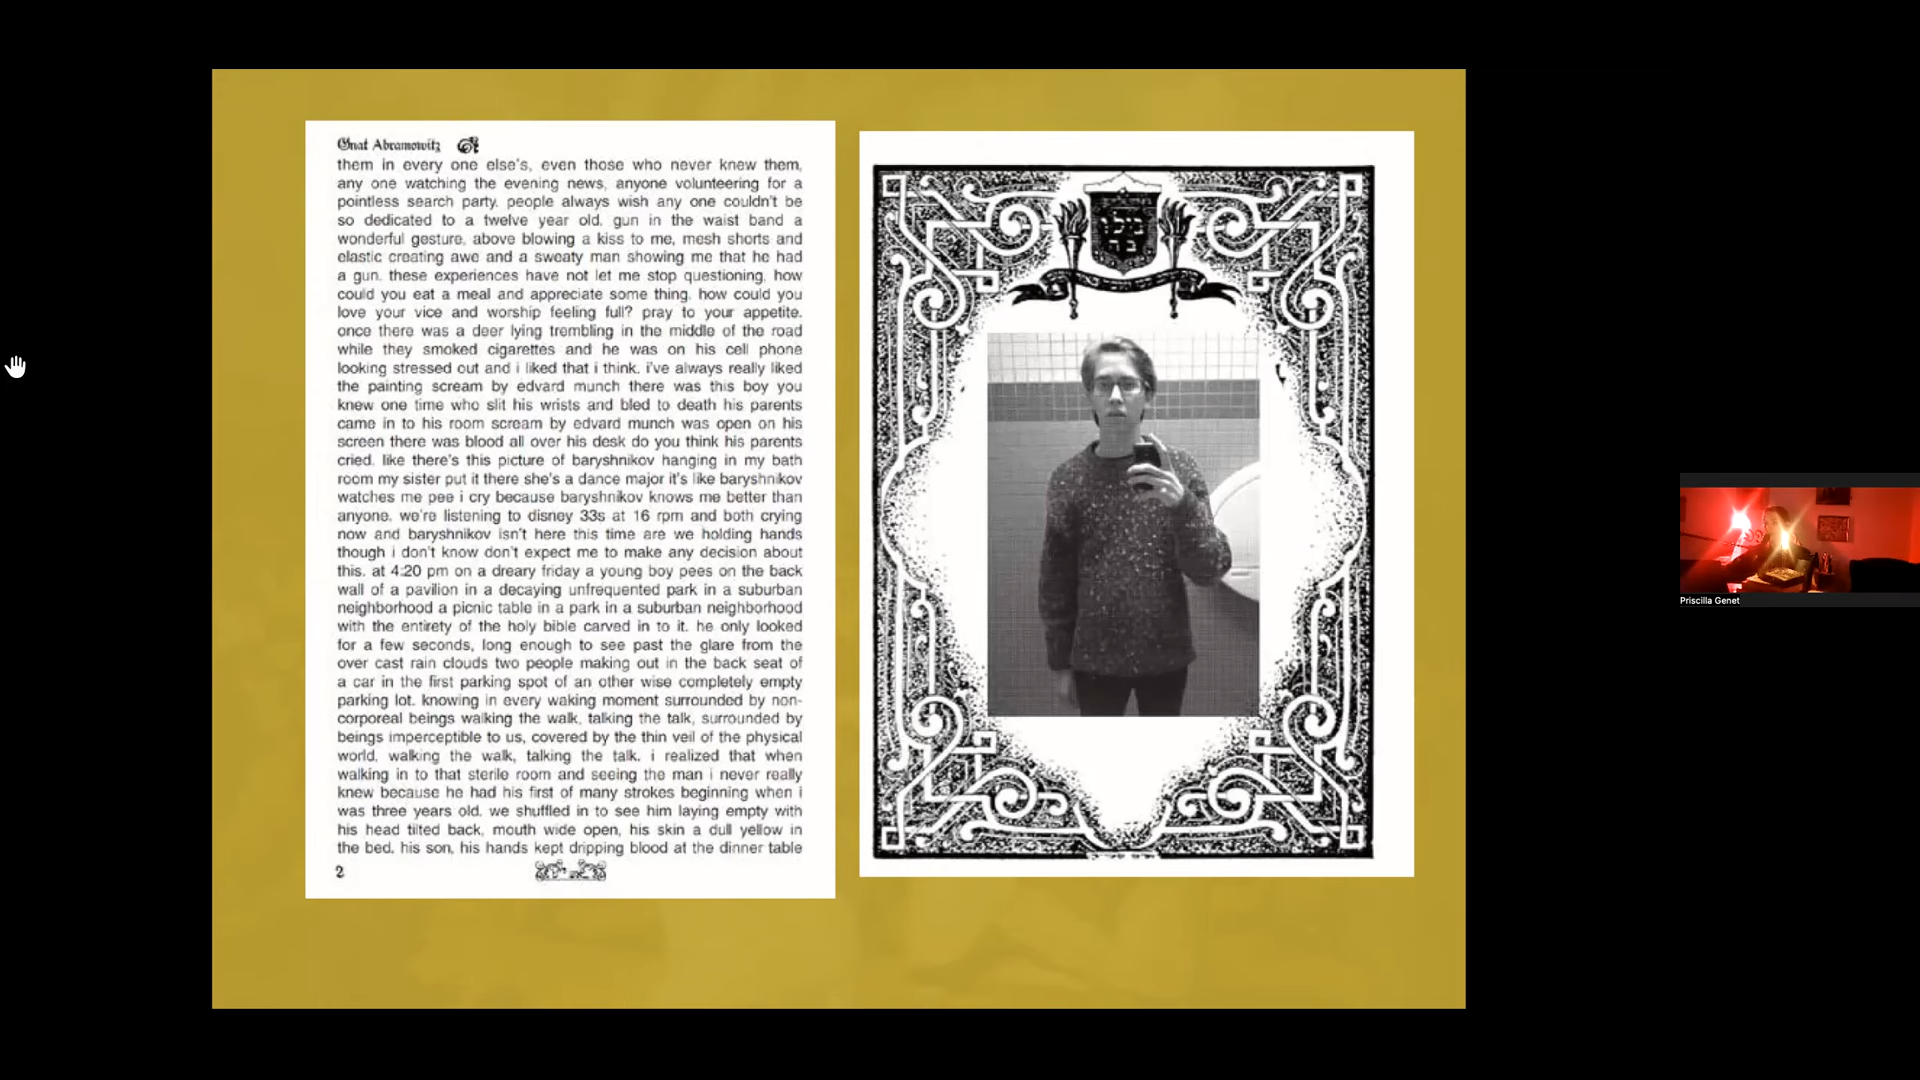 Gnat Abramowitz
them in every one else's, even those who never knew them,
any one watching the evening news, anyone volunteering for a
pointless search party. people always wish any one couldn't be
so dedicated to a twelve year old. gun in the waist band a
wonderful gesture, above blowing a kiss to me, mesh shorts and
elastic creating awe and a sweaty man showing me that he had
a gun. these experiences have not let me stop questioning, how
could you eat a meal and appreciate some thing. how could you
love your vice and worship feeling full? pray to your appetite.
once there was a deer lying trembling in the middle of the road
while they smoked cigarettes and he was on his cell phone
looking stressed out and i liked that i think. i've always really liked
the painting scream by edvard munch there was this boy you
knew one time who slit his wrists and bled to death his parents
came in to his room scream by edvard munch was open on his
screen there was blood all over his desk do you think his parents
cried. like there's this picture of baryshnikov hanging in my bath
room my sister put it there she's a dance major it's like baryshnikov
watches me pee i cry because baryshnikov knows me better than
anyone. we're listening to disney 33s at 16 rpm and both crying
now and baryshnikov isn't here this time are we holding hands
though i don't know don't expect me to make any decision about
this. at 4:20 pm on a dreary friday a young boy pees on the back
wall of a pavilion in a decaying unfrequented park in a suburban
neighborhood a picnic table in a park in a suburban neighborhood
with the entirety of the holy bible carved in to it. he only looked
for a few seconds, long enough to see past the glare from the
over cast rain clouds two people making out in the back seat of
a car in the first parking spot of an other wise completely empty
parking lot. knowing in every waking moment surrounded by non-
corporeal beings walking the walk, talking the talk, surrounded by
beings imperceptible to us, covered by the thin veil of the physical
world. walking the walk, talking the talk. i realized that when
walking in to that sterile room and seeing the man i never really
knew because he had his first of many strokes beginning when i
was three years old. we shuffled in to see him laying empty with
his head tilted back, mouth wide open, his skin a dull yellow in
the bed. his son, his hands kept dripping blood at the dinner table
2
Priscilla Genet